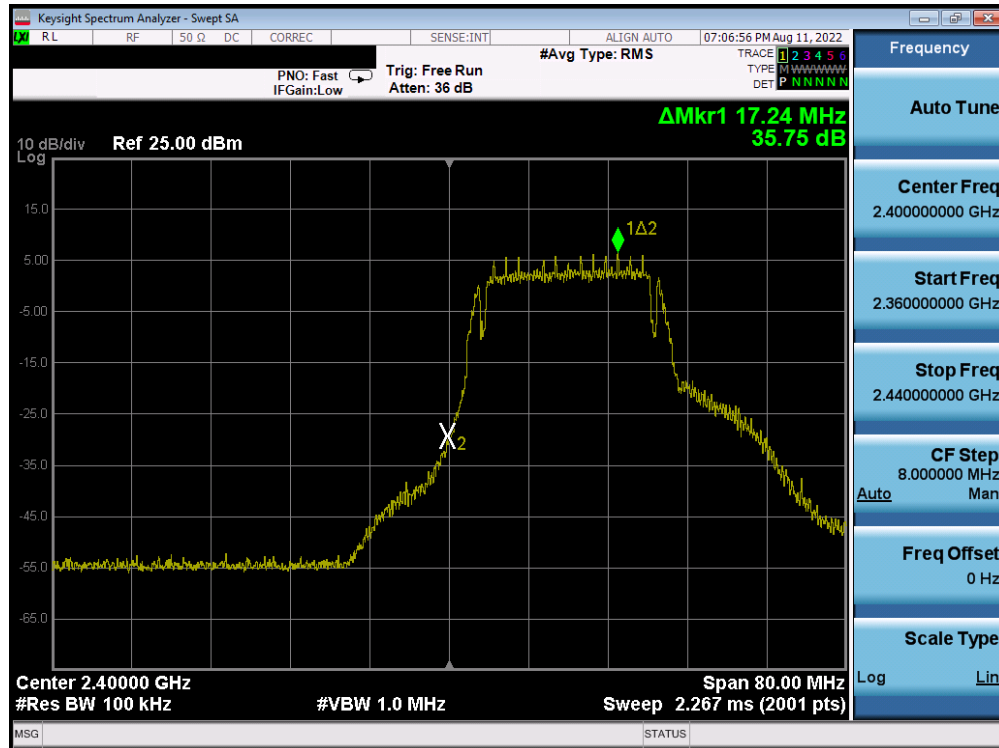 Keysight Spectrum Analyzer - Swept SA
LXI RL RF 50 Ω DC CORREC SENSE:INT ALIGN AUTO 07:06:56 PM Aug 11, 2022
#Avg Type: RMS TRACE 1 2 3 4 5 6
PNO: Fast Trig: Free Run TYPE M W W W W W
IFGain:Low Atten: 36 dB DET P N N N N N
ΔMkr1 17.24 MHz
35.75 dB
10 dB/div Ref 25.00 dBm
Log
15.0
1Δ2
5.00
-5.00
-15.0
-25.0
X2
-35.0
-45.0
-55.0
-65.0
Center 2.40000 GHz Span 80.00 MHz
#Res BW 100 kHz #VBW 1.0 MHz Sweep 2.267 ms (2001 pts)
MSG STATUS
Frequency
Auto Tune
Center Freq
2.400000000 GHz
Start Freq
2.360000000 GHz
Stop Freq
2.440000000 GHz
CF Step
8.000000 MHz
Auto Man
Freq Offset
0 Hz
Scale Type
Log Lin